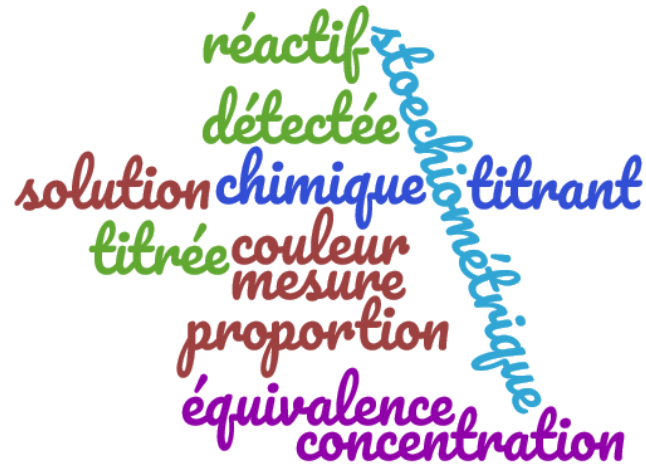 réactif
stoechiométrique
détectée
solution chimique titrant
titrée couleur
mesure
proportion
équivalence
concentration